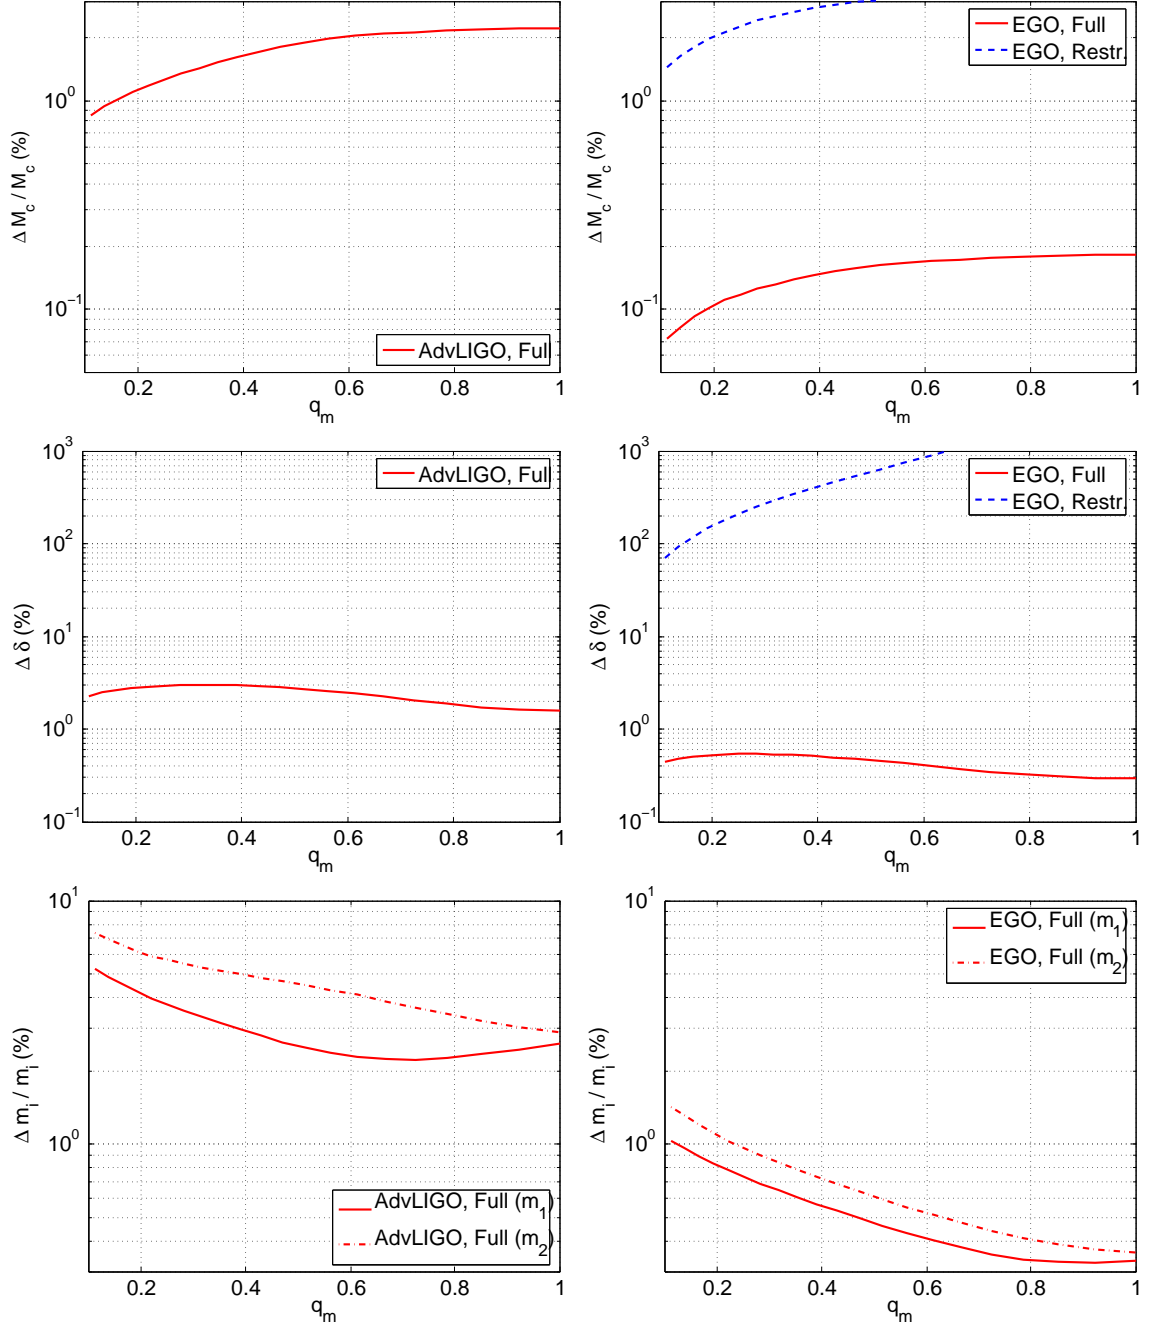 10^0
10^-1
Δ M_c / M_c (%)
AdvLIGO, Full
0.2 0.4 0.6 0.8 1
q_m
10^0
10^-1
Δ M_c / M_c (%)
EGO, Full
EGO, Restr.
0.2 0.4 0.6 0.8 1
q_m
10^3
10^2
10^1
10^0
10^-1
Δ δ (%)
AdvLIGO, Full
0.2 0.4 0.6 0.8 1
q_m
10^3
10^2
10^1
10^0
10^-1
Δ δ (%)
EGO, Full
EGO, Restr.
0.2 0.4 0.6 0.8 1
q_m
10^1
10^0
Δ m_i / m_i (%)
AdvLIGO, Full (m_1)
AdvLIGO, Full (m_2)
0.2 0.4 0.6 0.8 1
q_m
10^1
10^0
Δ m_i / m_i (%)
EGO, Full (m_1)
EGO, Full (m_2)
0.2 0.4 0.6 0.8 1
q_m